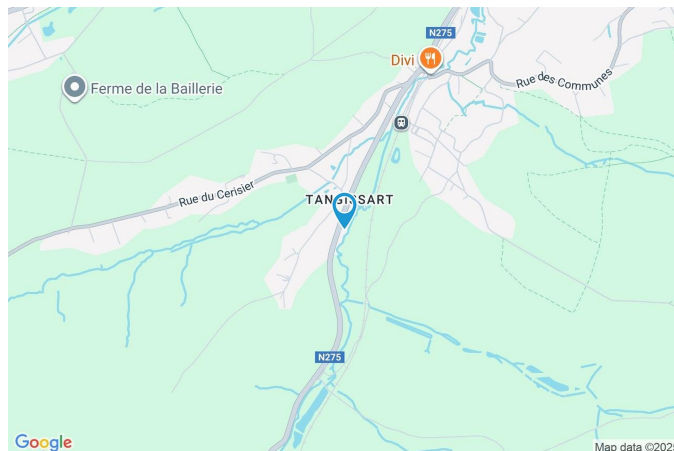 N275
Divi
Rue des Communes
Ferme de la Baillerie
Rue du Cerisier
TANGISSART
N275
Google
Map data ©2025